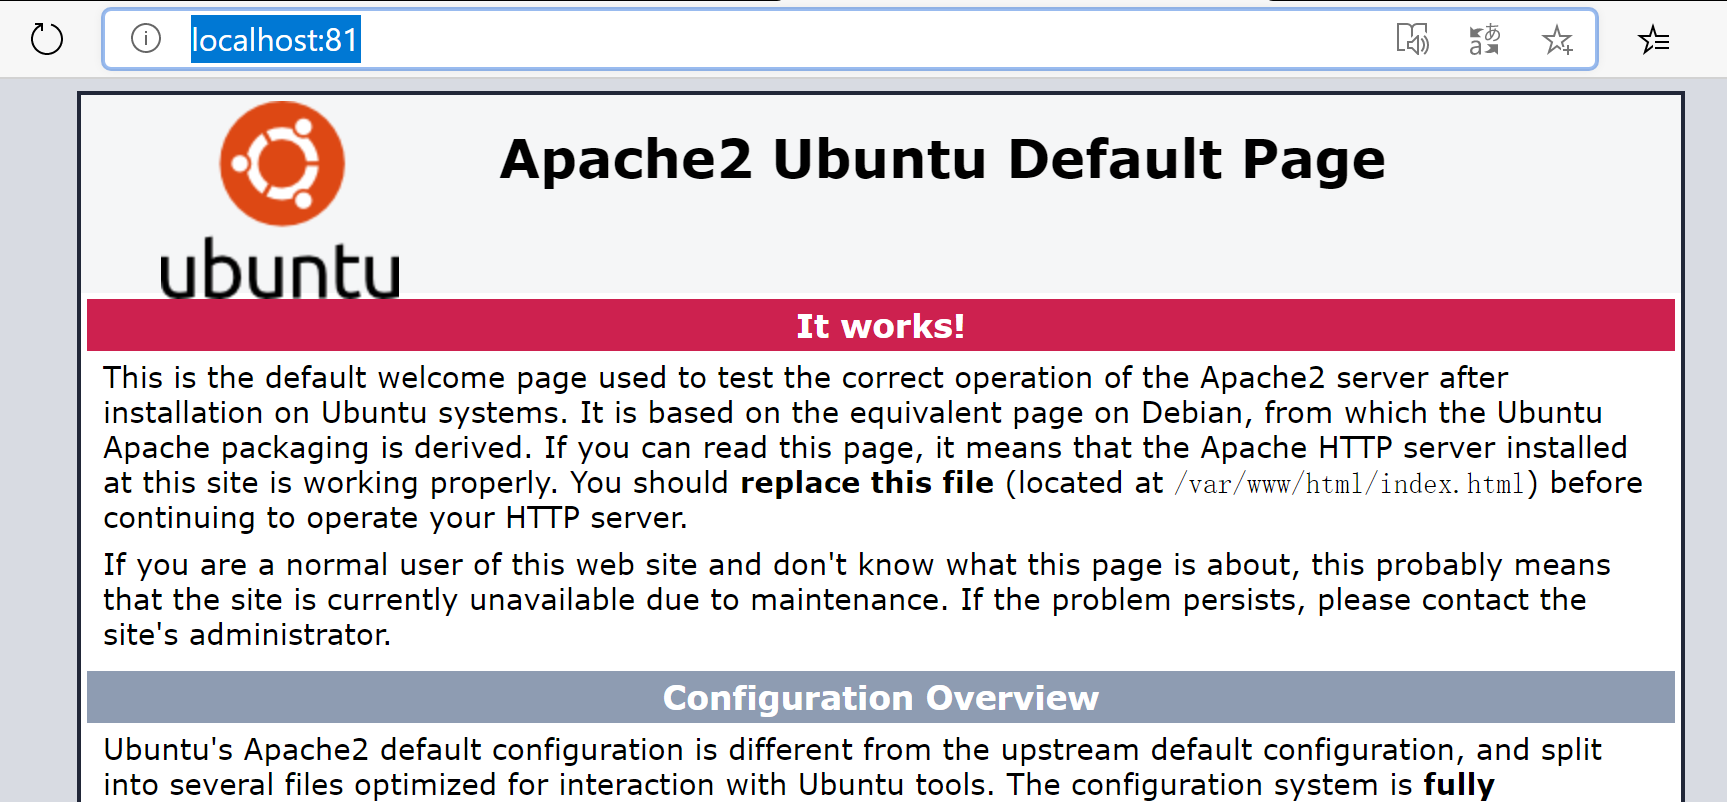 localhost:81
Apache2 Ubuntu Default Page
ubuntu
It works!
This is the default welcome page used to test the correct operation of the Apache2 server after
installation on Ubuntu systems. It is based on the equivalent page on Debian, from which the Ubuntu
Apache packaging is derived. If you can read this page, it means that the Apache HTTP server installed
at this site is working properly. You should replace this file (located at /var/www/html/index.html) before
continuing to operate your HTTP server.
If you are a normal user of this web site and don't know what this page is about, this probably means
that the site is currently unavailable due to maintenance. If the problem persists, please contact the
site's administrator.
Configuration Overview
Ubuntu's Apache2 default configuration is different from the upstream default configuration, and split
into several files optimized for interaction with Ubuntu tools. The configuration system is fully